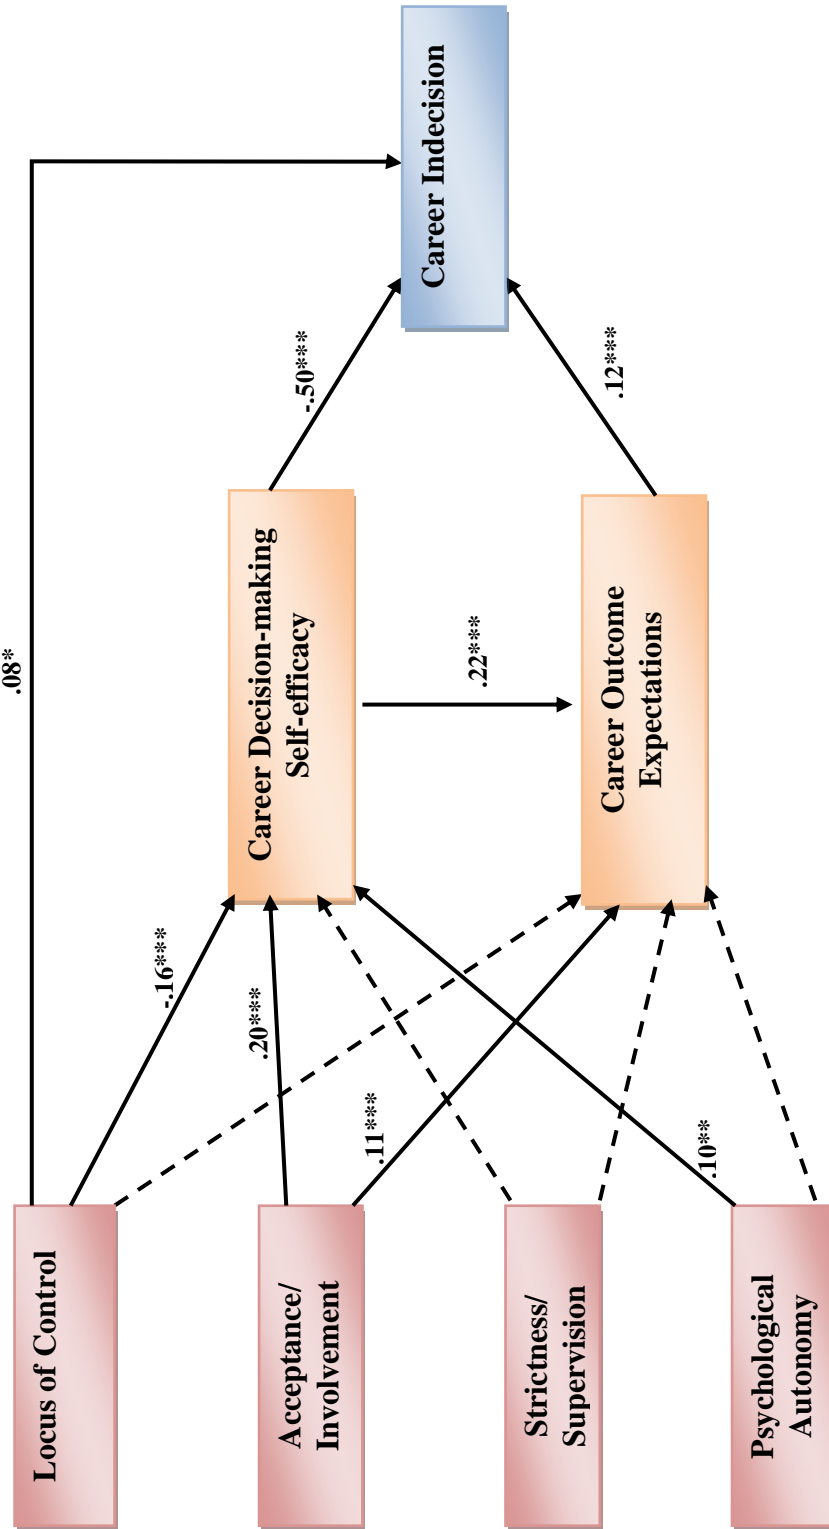 .08*
Locus of Control
-.16***
Acceptance/
Involvement
.20***
.11***
Strictness/
Supervision
Psychological
Autonomy
.10**
Career Decision-making
Self-efficacy
.22***
Career Outcome
Expectations
-.50***
.12***
Career Indecision